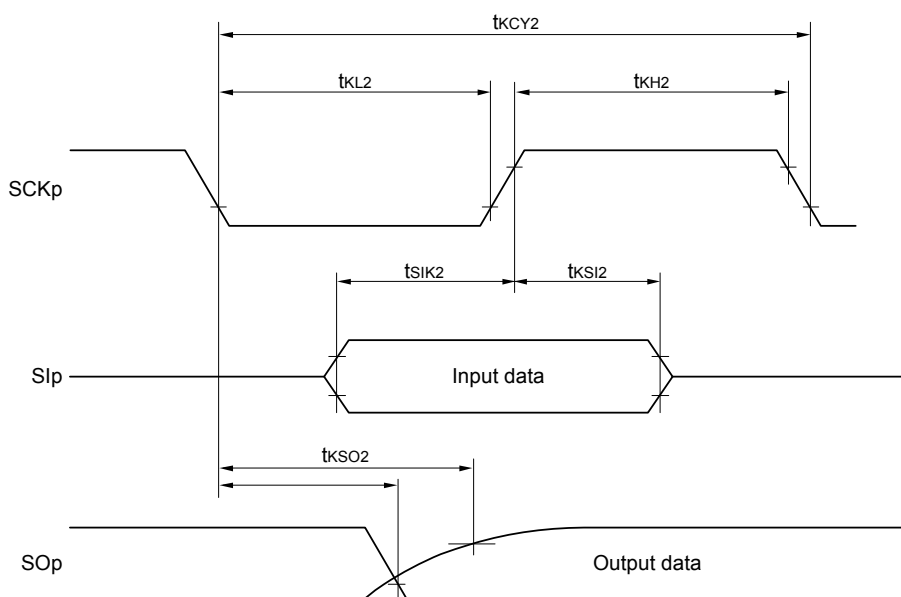 tKCY2
tKL2
tKH2
SCKp
tSIK2
tKSI2
SIp
Input data
tKSO2
SOp
Output data